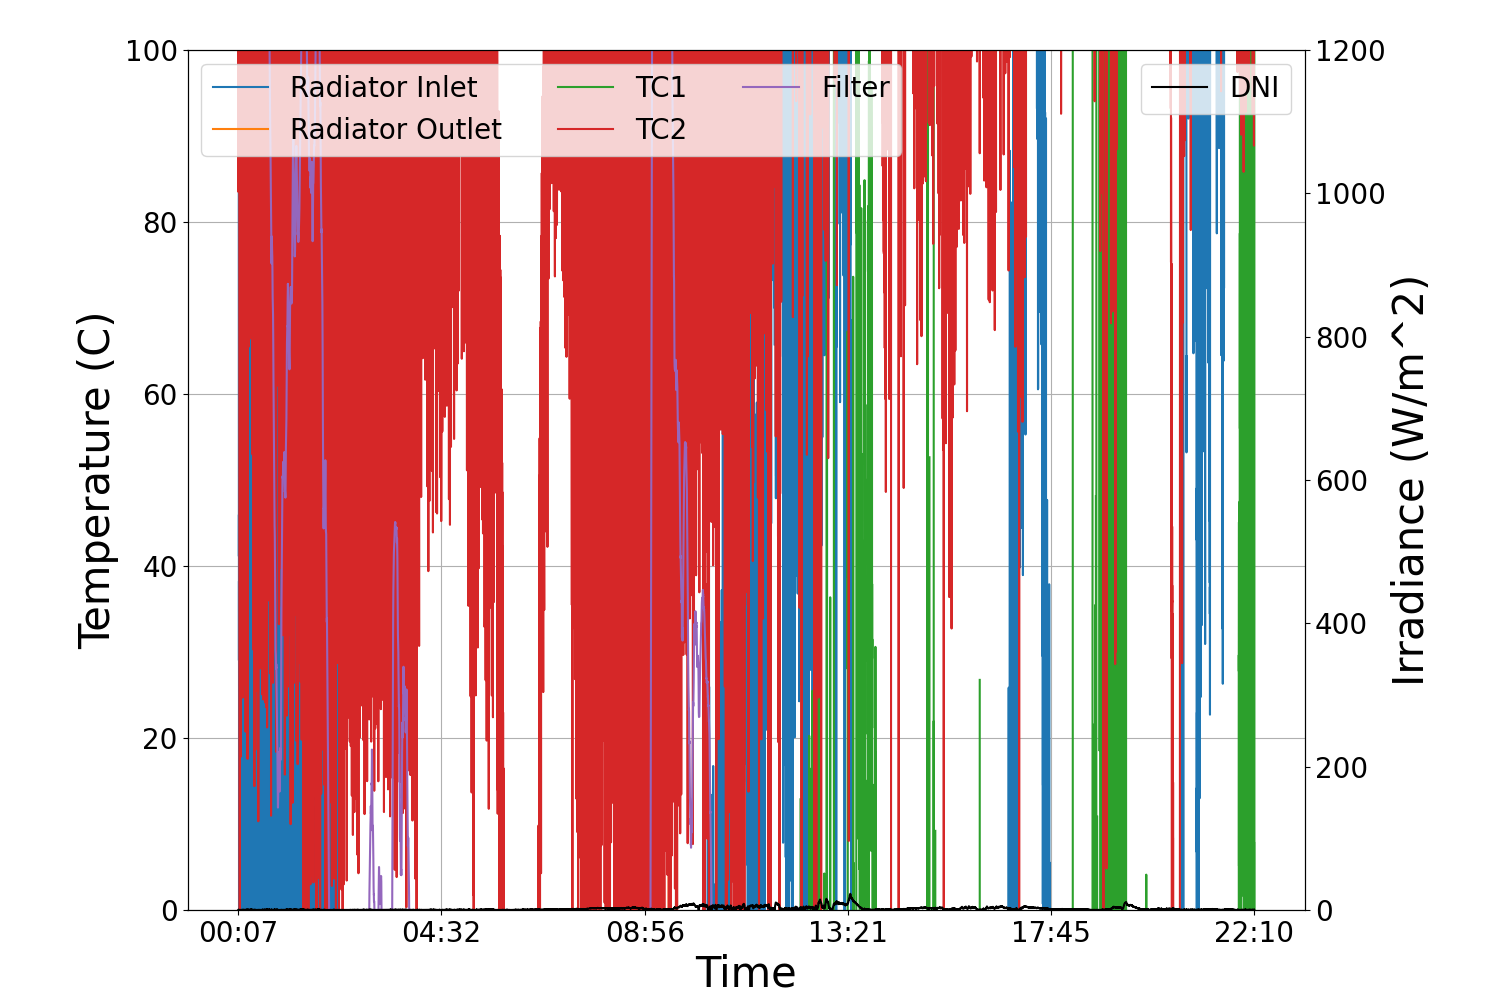 100
80
60
40
20
0
Temperature (C)
Radiator Inlet
Radiator Outlet
TC1
TC2
Filter
DNI
1200
1000
800
600
400
200
0
Irradiance (W/m^2)
00:07 04:32 08:56 13:21 17:45 22:10
Time